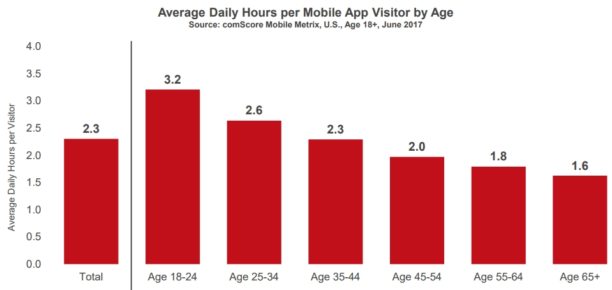 Average Daily Hours per Mobile App Visitor by Age
Source: comScore Mobile Metrix, U.S., Age 18+, June 2017
Average Daily Hours per Visitor
4.0
3.5
3.0
2.5
2.0
1.5
1.0
0.5
0.0
2.3
3.2
2.6
2.3
2.0
1.8
1.6
Total
Age 18-24
Age 25-34
Age 35-44
Age 45-54
Age 55-64
Age 65+